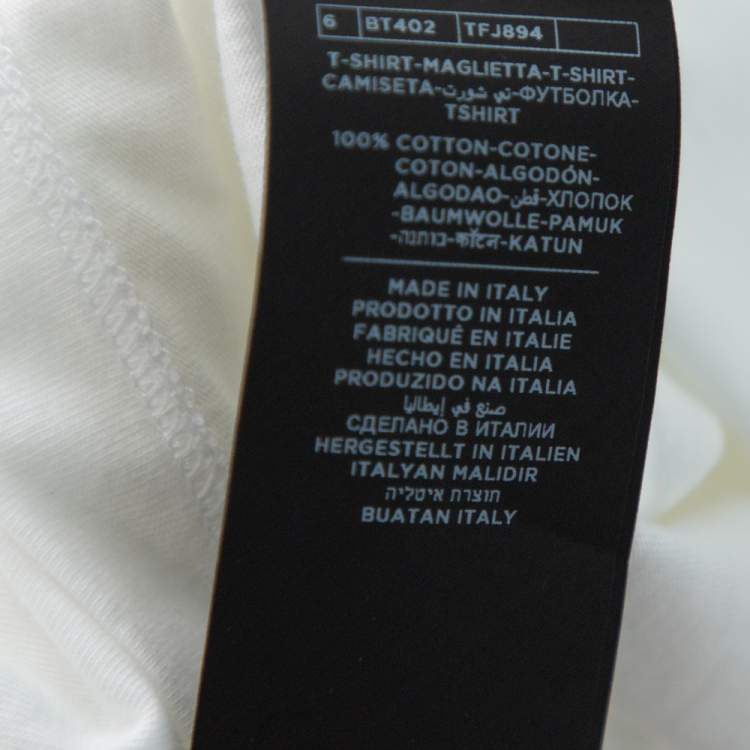 6 BT402 TFJ894
T-SHIRT-MAGLIETTA-T-SHIRT-
CAMISETA-تي شورت-ФУТБОЛКА-
TSHIRT
100% COTTON-COTONE-
COTON-ALGODÓN-
ALGODAO-قطن-ХЛОПОК
-BAUMWOLLE-PAMUK
-כותנה-कॉटन-KATUN
MADE IN ITALY
PRODOTTO IN ITALIA
FABRIQUÊ EN ITALIE
HECHO EN ITALIA
PRODUZIDO NA ITALIA
صنع في إيطاليا
СДЕЛАНО В ИТАЛИИ
HERGESTELLT IN ITALIEN
ITALYAN MALIDIR
תוצרת איטליה
BUATAN ITALY